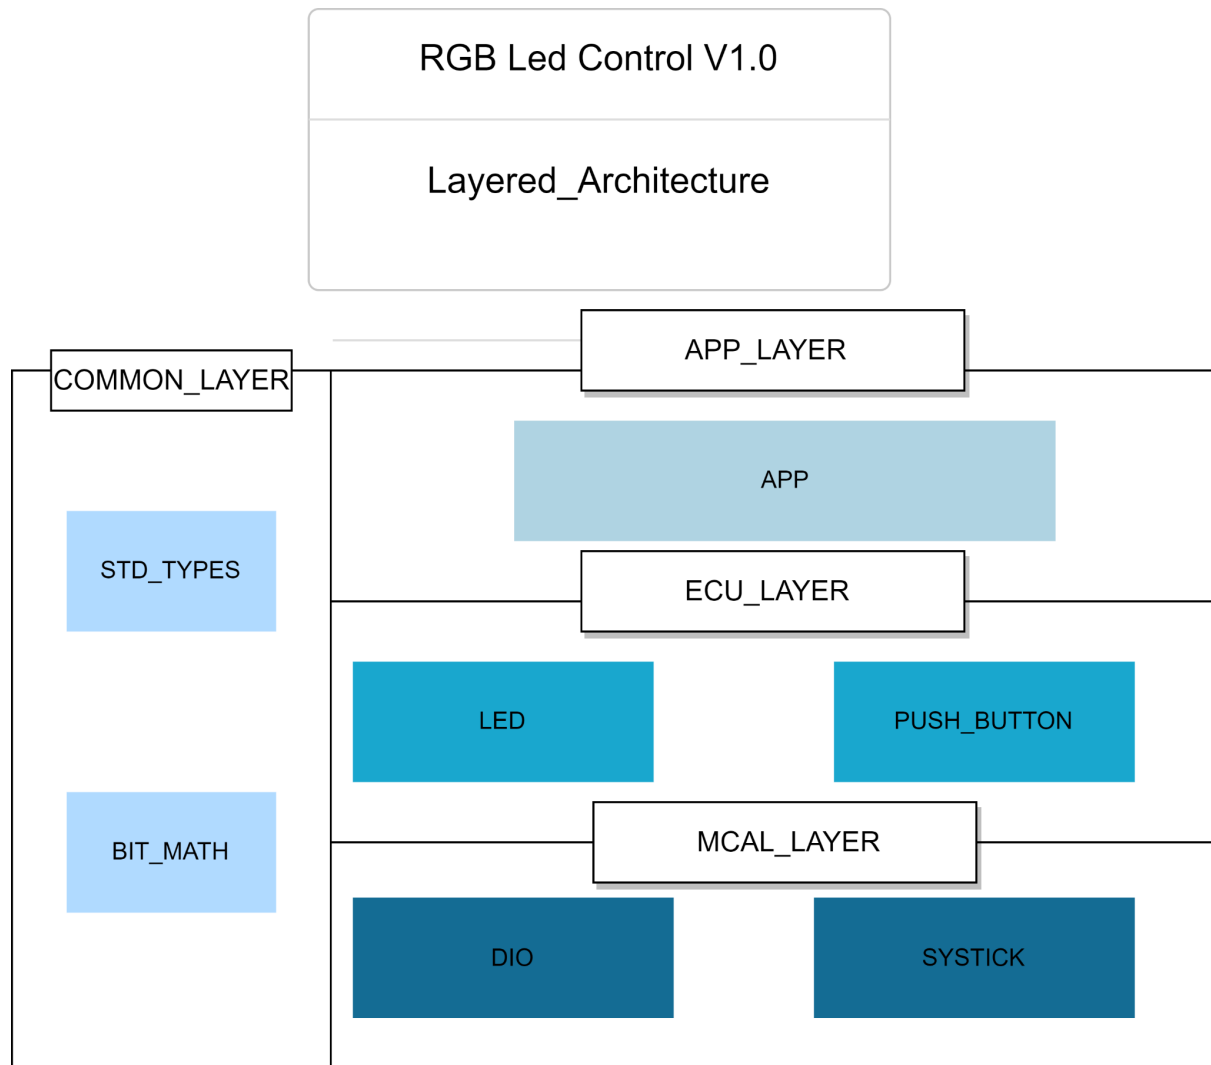 RGB Led Control V1.0
Layered_Architecture
APP_LAYER
COMMON_LAYER
APP
STD_TYPES
ECU_LAYER
LED
PUSH_BUTTON
BIT_MATH
MCAL_LAYER
DIO
SYSTICK